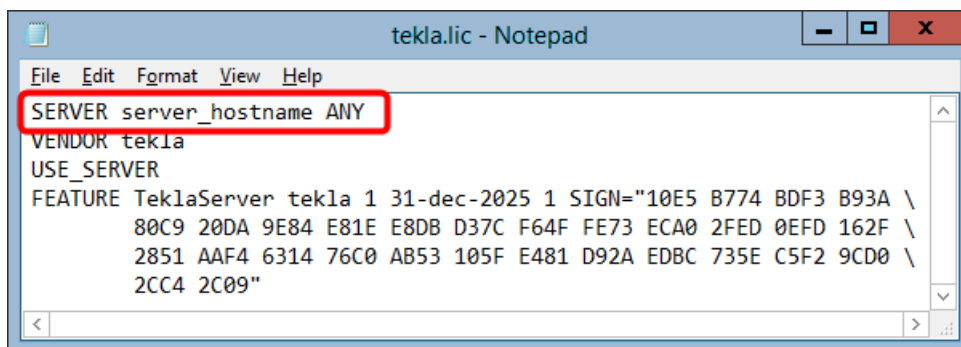 tekla.lic - Notepad
File Edit Format View Help
SERVER server_hostname ANY
VENDOR tekla
USE_SERVER
FEATURE TeklaServer tekla 1 31-dec-2025 1 SIGN="10E5 B774 BDF3 B93A \
80C9 20DA 9E84 E81E E8DB D37C F64F FE73 ECA0 2FED 0EFD 162F \
2851 AAF4 6314 76C0 AB53 105F E481 D92A EDBC 735E C5F2 9CD0 \
2CC4 2C09"